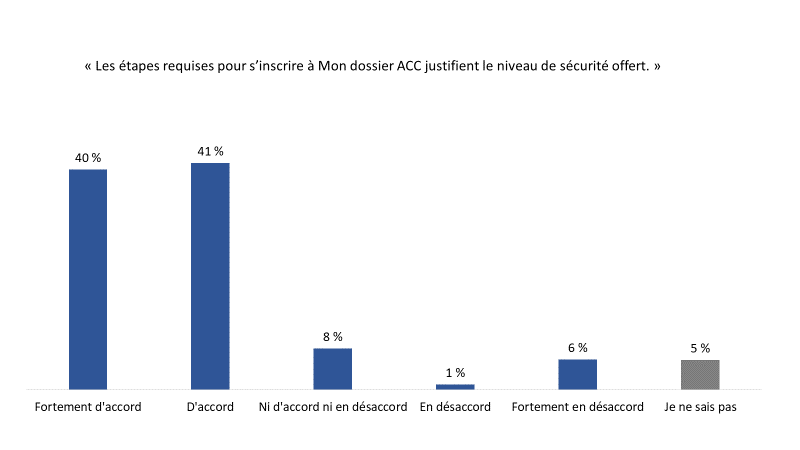 « Les étapes requises pour s’inscrire à Mon dossier ACC justifient le niveau de sécurité offert. »
40 %
41 %
8 %
1 %
6 %
5 %
Fortement d'accord
D'accord
Ni d'accord ni en désaccord
En désaccord
Fortement en désaccord
Je ne sais pas